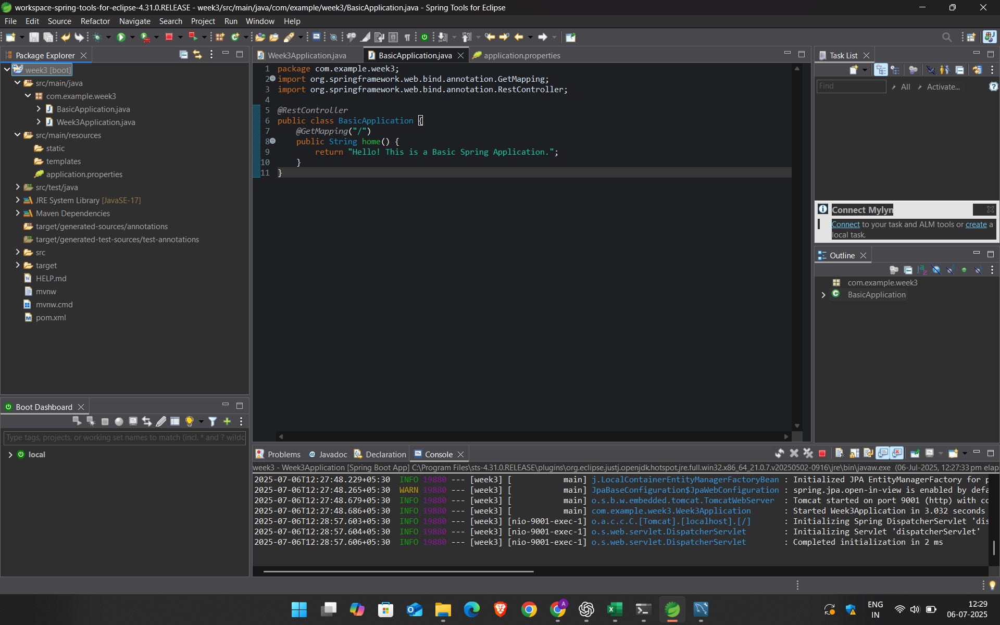 workspace-spring-tools-for-eclipse-4.31.0.RELEASE - week3/src/main/java/com/example/week3/BasicApplication.java - Spring Tools for Eclipse
File Edit Source Refactor Navigate Search Project Run Window Help
Package Explorer
week3 [boot]
src/main/java
com.example.week3
BasicApplication.java
Week3Application.java
src/main/resources
static
templates
application.properties
src/test/java
JRE System Library [JavaSE-17]
Maven Dependencies
target/generated-sources/annotations
target/generated-test-sources/test-annotations
src
target
HELP.md
mvnw
mvnw.cmd
pom.xml
Boot Dashboard
Type tags, projects, or working set names to match (incl. * and ? wildc
local
Week3Application.java BasicApplication.java application.properties
1 package com.example.week3;
2 import org.springframework.web.bind.annotation.GetMapping;
3 import org.springframework.web.bind.annotation.RestController;
4
5 @RestController
6 public class BasicApplication {
7 @GetMapping("/")
8 public String home() {
9 return "Hello! This is a Basic Spring Application.";
10 }
11 }
Task List
Find All Activate...
Connect Mylyn
Connect to your task and ALM tools or create a
local task.
Outline
com.example.week3
BasicApplication
Problems Javadoc Declaration Console
week3 - Week3Application [Spring Boot App] C:\Program Files\sts-4.31.0.RELEASE\plugins\org.eclipse.justj.openjdk.hotspot.jre.full.win32.x86_64_21.0.7.v20250502-0916\jre\bin\javaw.exe (06-Jul-2025, 12:27:33 pm elap
2025-07-06T12:27:48.229+05:30 INFO 19880 --- [week3] [ main] j.LocalContainerEntityManagerFactoryBean : Initialized JPA EntityManagerFactory for p
2025-07-06T12:27:48.265+05:30 WARN 19880 --- [week3] [ main] JpaBaseConfiguration$JpaWebConfiguration : spring.jpa.open-in-view is enabled by defa
2025-07-06T12:27:48.679+05:30 INFO 19880 --- [week3] [ main] o.s.b.w.embedded.tomcat.TomcatWebServer : Tomcat started on port 9001 (http) with co
2025-07-06T12:27:48.686+05:30 INFO 19880 --- [week3] [ main] com.example.week3.Week3Application : Started Week3Application in 3.032 seconds
2025-07-06T12:28:57.603+05:30 INFO 19880 --- [week3] [nio-9001-exec-1] o.a.c.c.C.[Tomcat].[localhost].[/] : Initializing Spring DispatcherServlet 'dis
2025-07-06T12:28:57.604+05:30 INFO 19880 --- [week3] [nio-9001-exec-1] o.s.web.servlet.DispatcherServlet : Initializing Servlet 'dispatcherServlet'
2025-07-06T12:28:57.606+05:30 INFO 19880 --- [week3] [nio-9001-exec-1] o.s.web.servlet.DispatcherServlet : Completed initialization in 2 ms
A
ENG
IN
12:29
06-07-2025